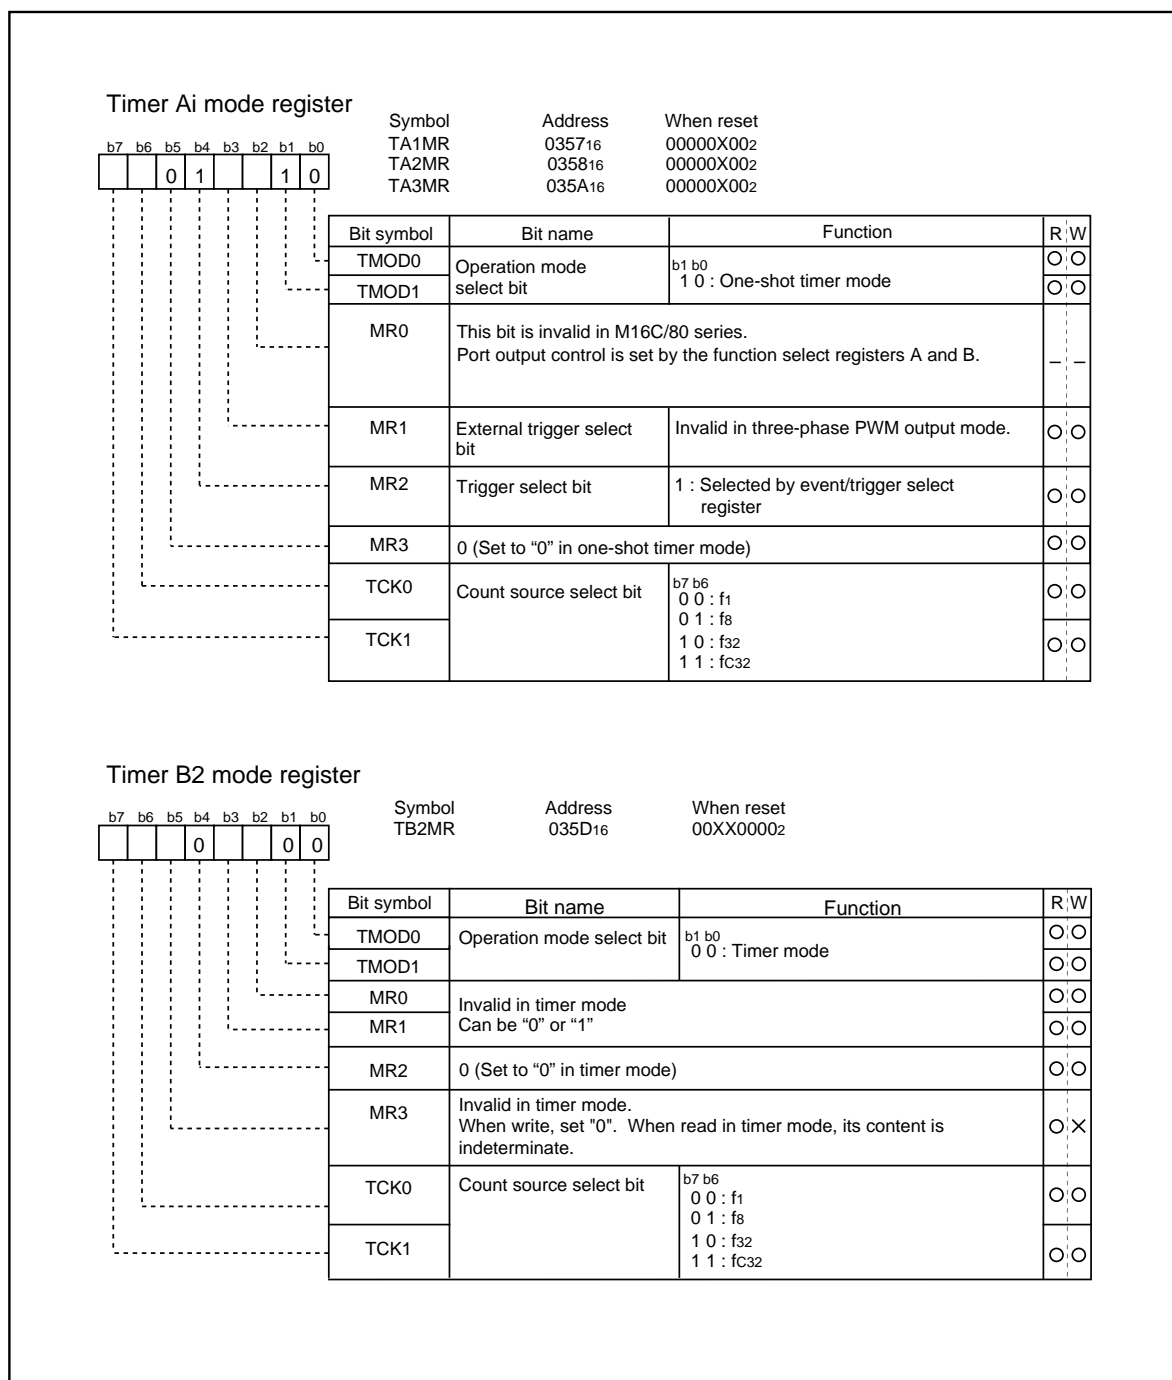 Timer Ai mode register
Symbol Address When reset
TA1MR 035716 00000X002
TA2MR 035816 00000X002
TA3MR 035A16 00000X002
b7 b6 b5 b4 b3 b2 b1 b0
0 1 1 0
Bit symbol Bit name Function R W
TMOD0 Operation mode select bit b1 b0
TMOD1 1 0 : One-shot timer mode
MR0 This bit is invalid in M16C/80 series.
Port output control is set by the function select registers A and B.
– –
MR1 External trigger select bit Invalid in three-phase PWM output mode.
MR2 Trigger select bit 1 : Selected by event/trigger select
register
MR3 0 (Set to “0” in one-shot timer mode)
TCK0 Count source select bit b7 b6
0 0 : f1
0 1 : f8
TCK1 1 0 : f32
1 1 : fC32
Timer B2 mode register
Symbol Address When reset
TB2MR 035D16 00XX00002
b7 b6 b5 b4 b3 b2 b1 b0
0 0 0
Bit symbol Bit name Function R W
TMOD0 Operation mode select bit b1 b0
0 0 : Timer mode
TMOD1
MR0 Invalid in timer mode
MR1 Can be “0” or “1”
MR2 0 (Set to “0” in timer mode)
MR3 Invalid in timer mode.
When write, set "0". When read in timer mode, its content is
indeterminate.
TCK0 Count source select bit b7 b6
0 0 : f1
0 1 : f8
TCK1 1 0 : f32
1 1 : fC32